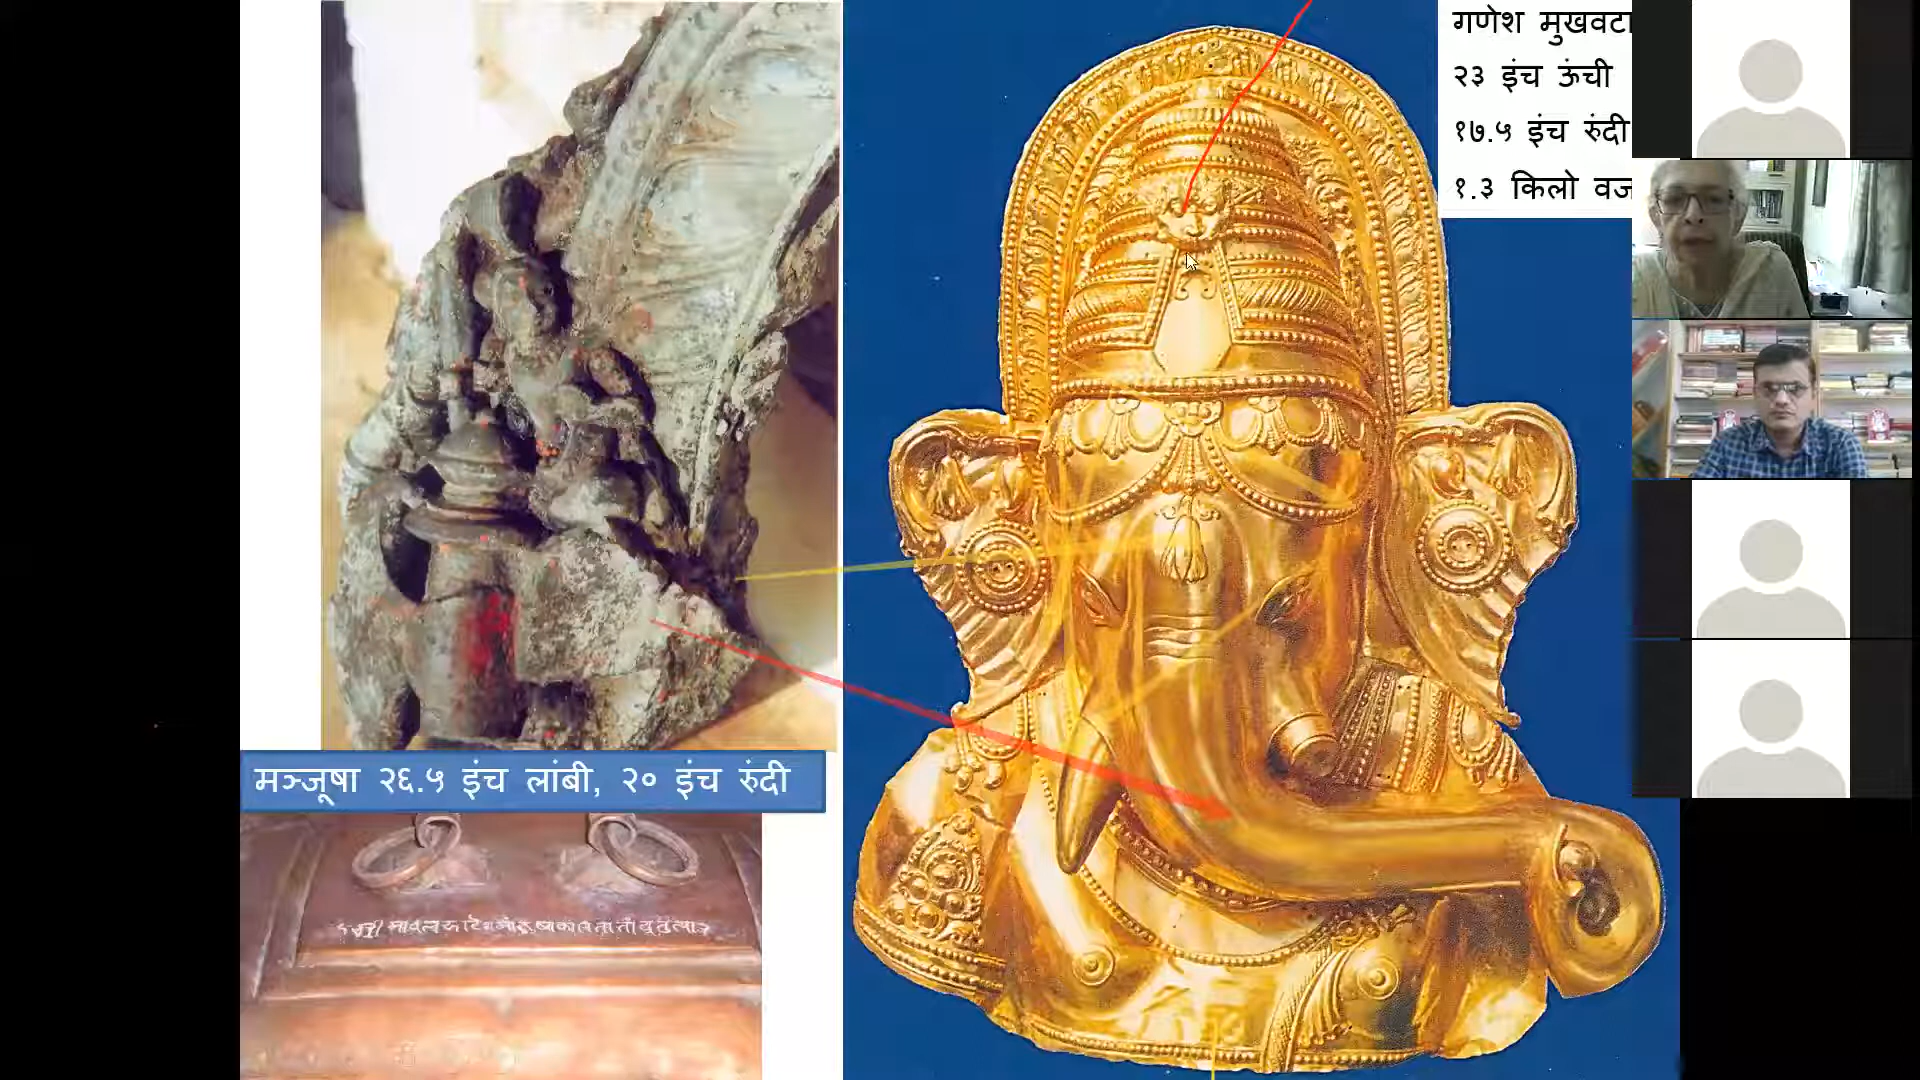 गणेश मुखवटा
२३ इंच ऊंची
१७.५ इंच रुंदी
१.३ किलो वज
मञ्जूषा २६.५ इंच लांबी, २० इंच रुंदी